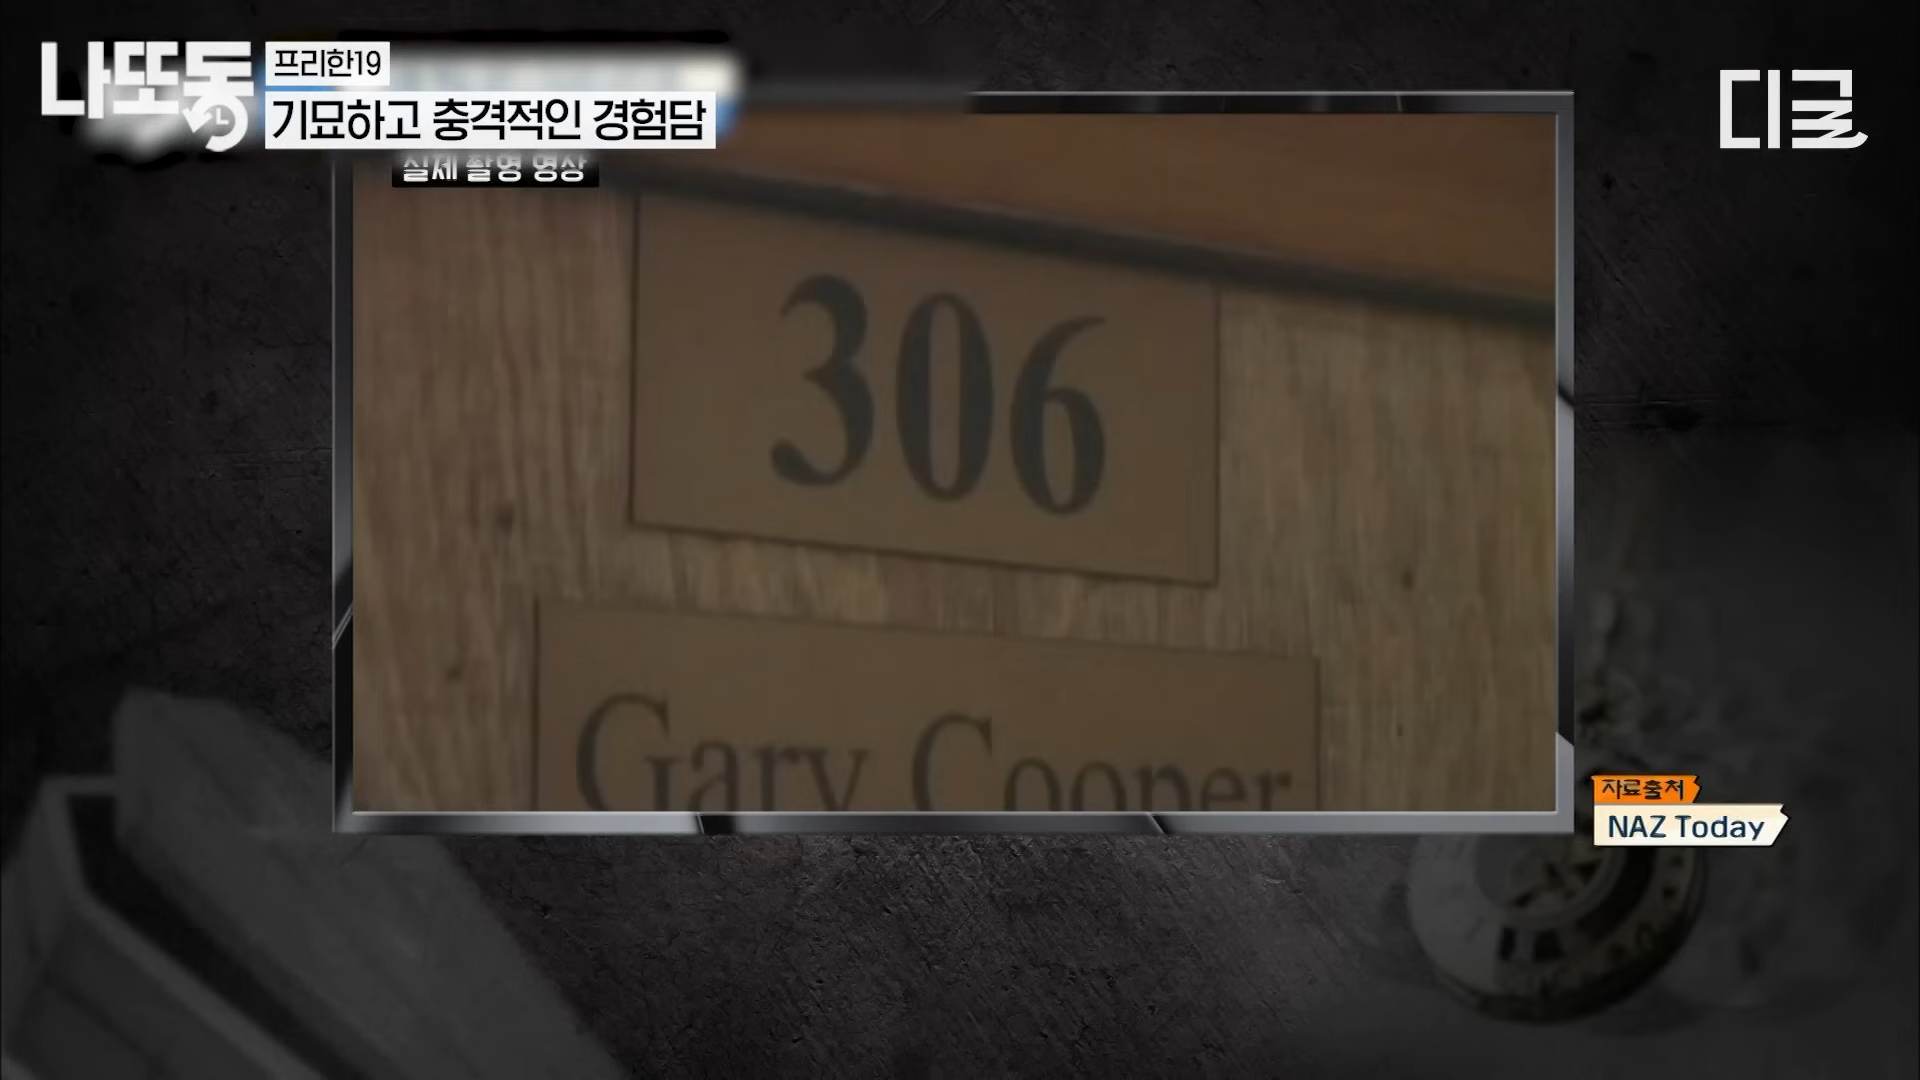 나또동
프리한19
기묘하고 충격적인 경험담
디글
실제 촬영 영상
306
Gary Cooper
자료출처
NAZ Today